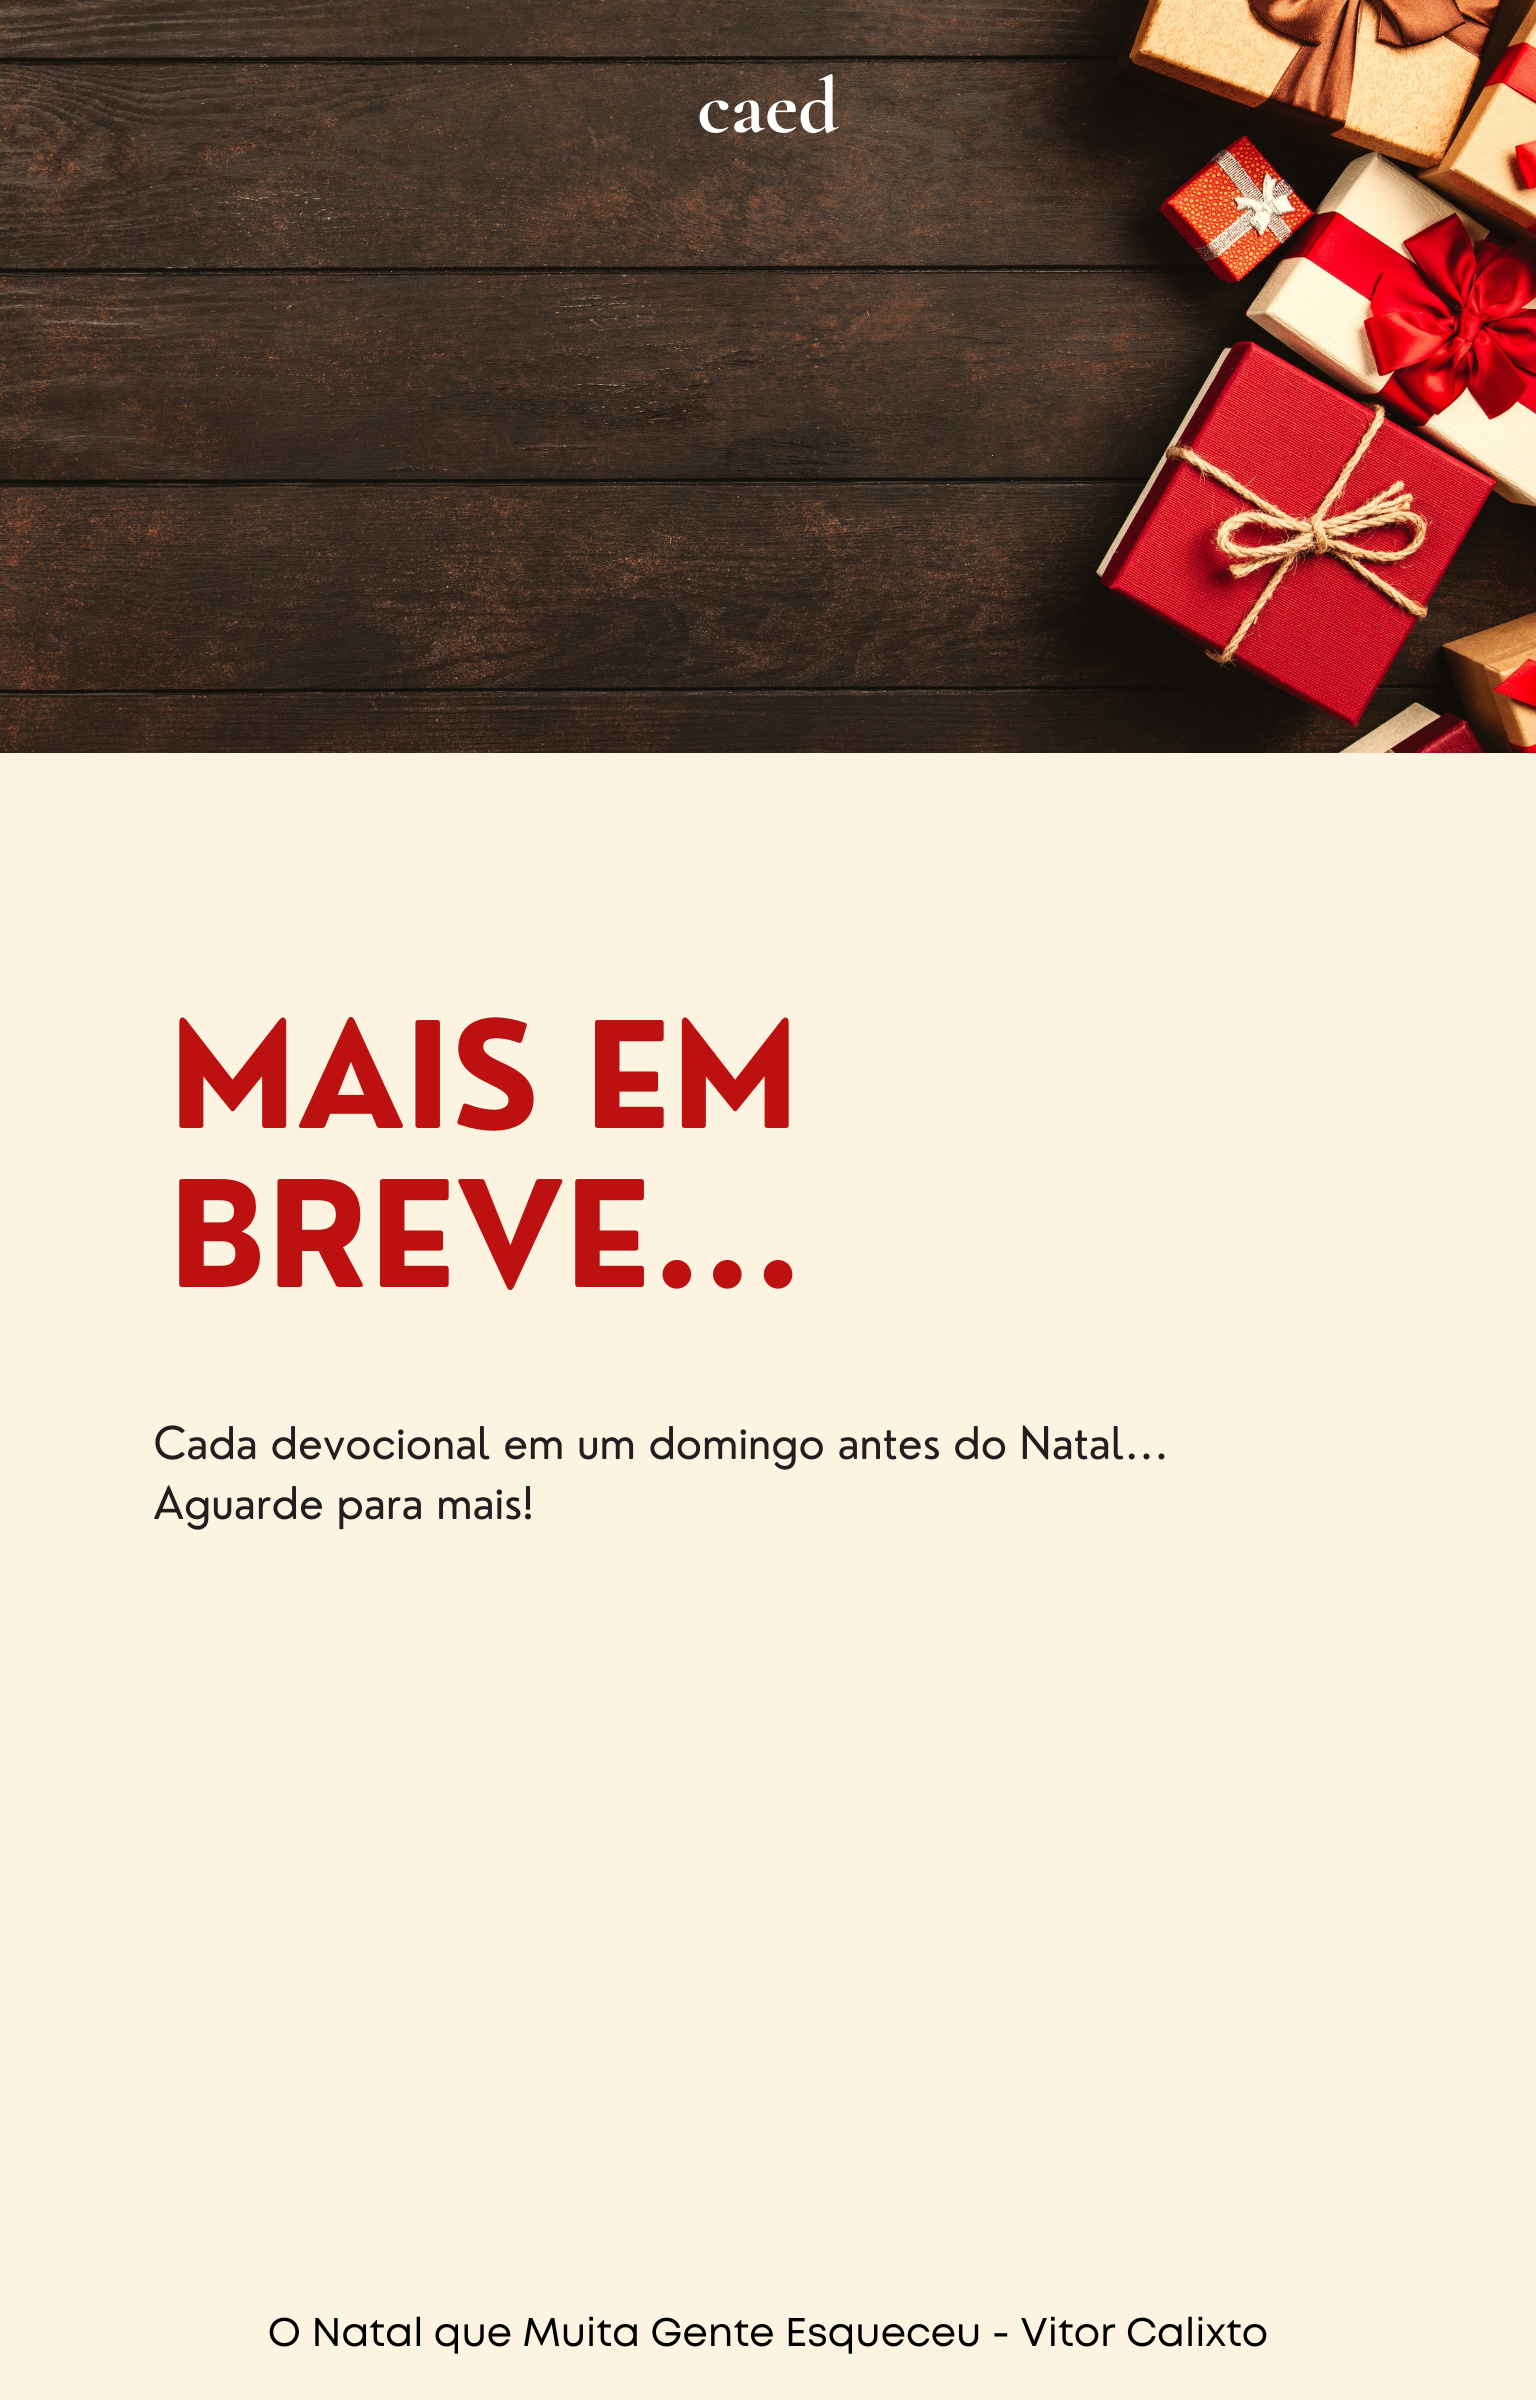 caed
MAIS EM
BREVE...
Cada devocional em um domingo antes do Natal...
Aguarde para mais!
O Natal que Muita Gente Esqueceu - Vitor Calixto